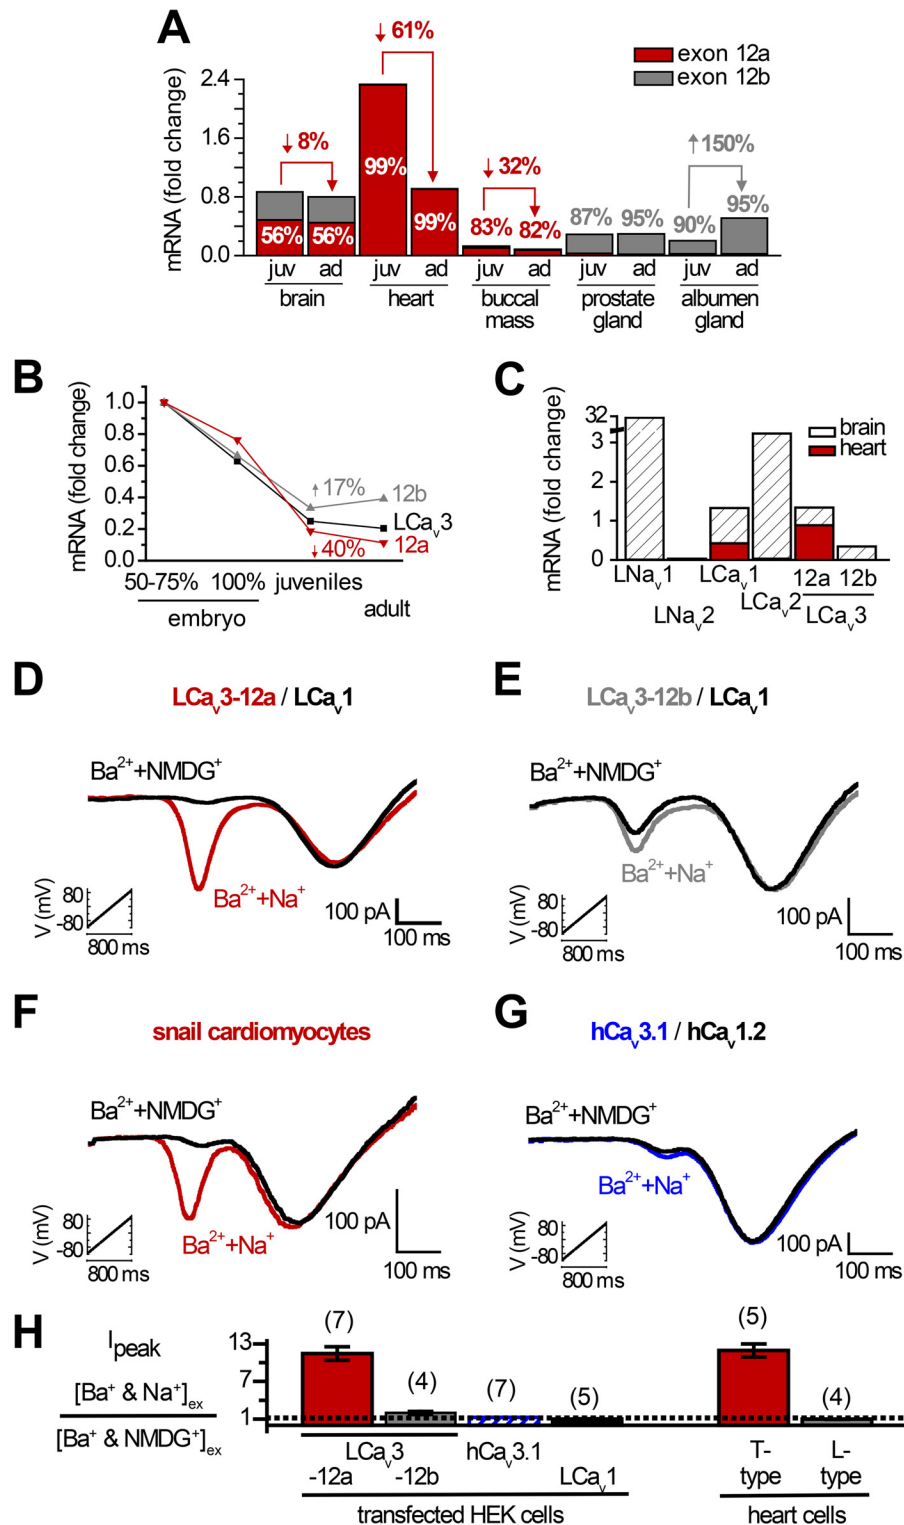 A
↓ 61%
exon 12a
exon 12b
mRNA (fold change)
2.4
1.6
0.8
0.0
↓ 8%
↓ 32%
↑ 150%
56%
56%
99%
99%
83%
82%
87%
95%
90%
95%
juv ad juv ad juv ad juv ad juv ad
brain heart buccal mass prostate gland albumen gland
B
mRNA (fold change)
1.0
0.8
0.6
0.4
0.2
0.0
↑ 17%
12b
LCav3
12a
↓ 40%
50-75% 100% juveniles
embryo
adult
C
mRNA (fold change)
32
3
2
1
0
brain
heart
LNav1 LCav1 12a 12b
LNav2 LCav2 LCav3
D
LCav3-12a / LCav1
Ba2++NMDG+
Ba2++Na+
V (mV)
80
-80
800 ms
100 pA
100 ms
E
LCav3-12b / LCav1
Ba2++NMDG+
Ba2++Na+
V (mV)
80
-80
800 ms
100 pA
100 ms
F
snail cardiomyocytes
Ba2++NMDG+
Ba2++Na+
V (mV)
80
-80
800 ms
100 pA
100 ms
G
hCav3.1 / hCav1.2
Ba2++NMDG+
Ba2++Na+
V (mV)
80
-80
800 ms
100 pA
100 ms
H
Ipeak
[Ba+ & Na+]ex
[Ba+ & NMDG+]ex
13
7
1
(7)
(4)
(7)
(5)
(5)
(4)
LCav3 hCav3.1
-12a -12b LCav1
transfected HEK cells
T-type
L-type
heart cells